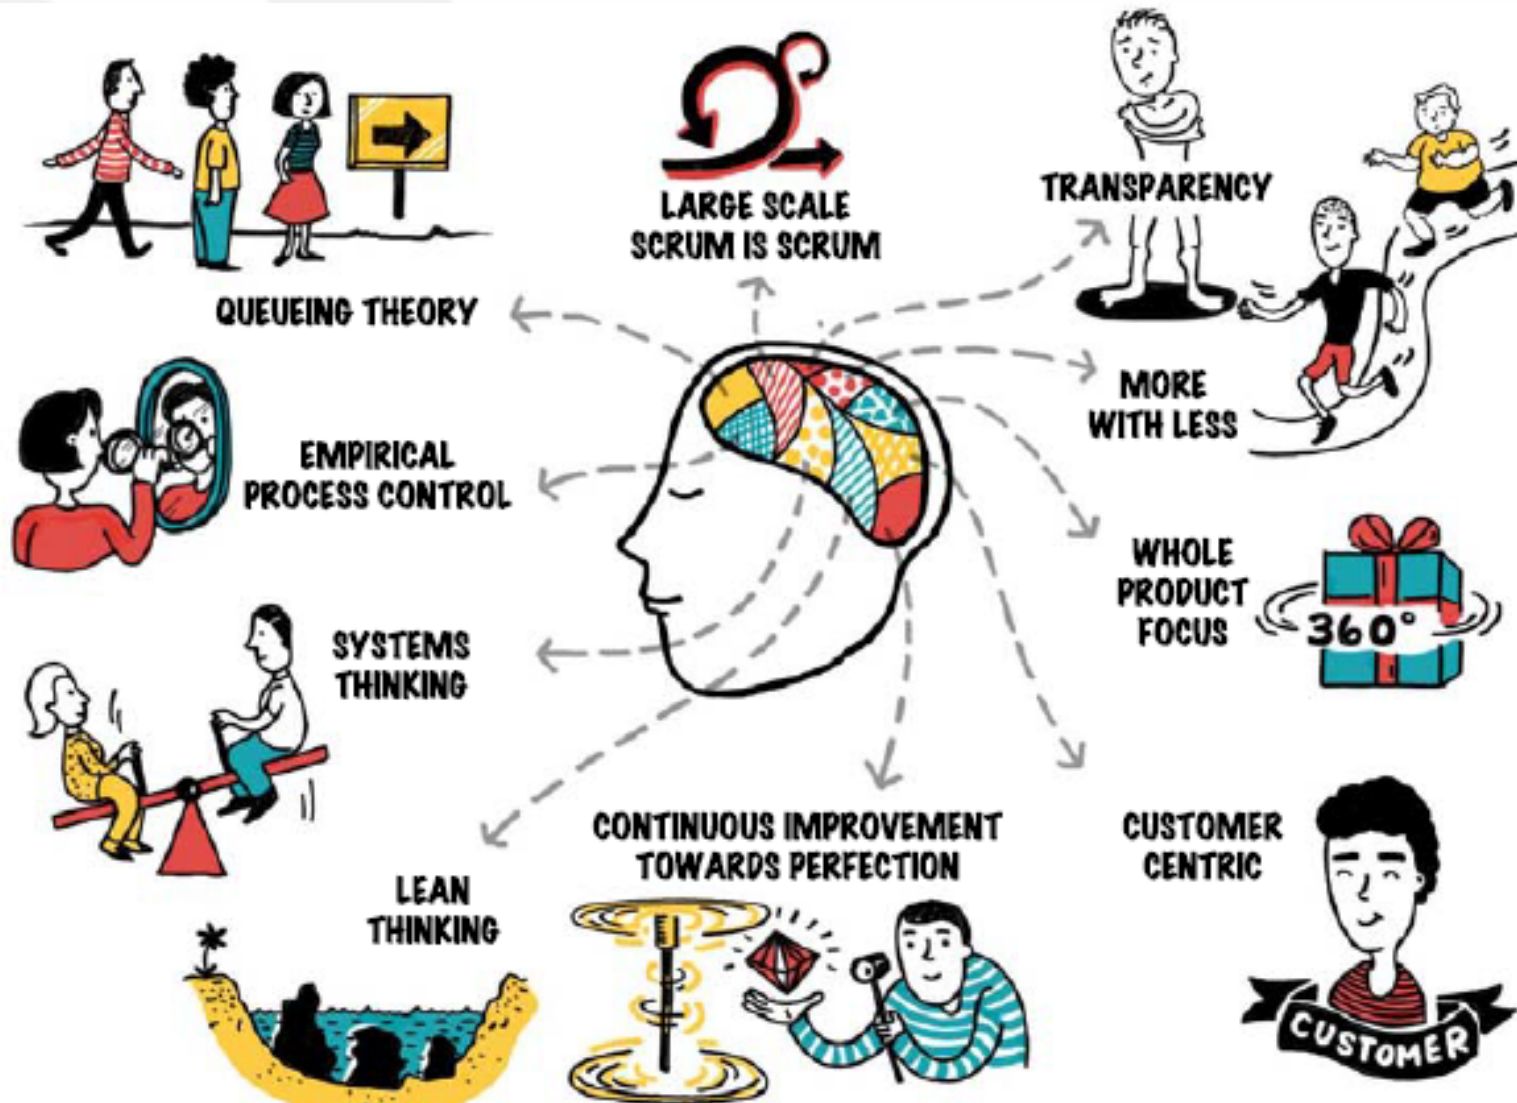 LARGE SCALE
SCRUM IS SCRUM
TRANSPARENCY
QUEUEING THEORY
MORE
WITH LESS
EMPIRICAL
PROCESS CONTROL
WHOLE
PRODUCT
FOCUS
360°
SYSTEMS
THINKING
CONTINUOUS IMPROVEMENT
TOWARDS PERFECTION
CUSTOMER
CENTRIC
LEAN
THINKING
CUSTOMER